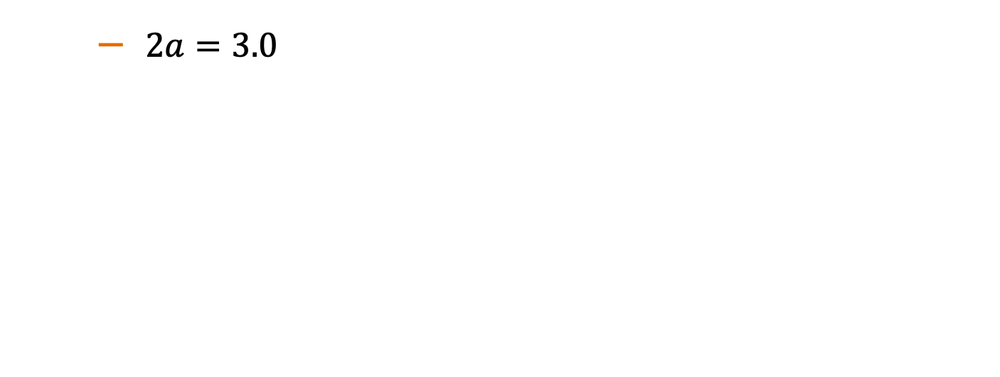 – 2a = 3.0